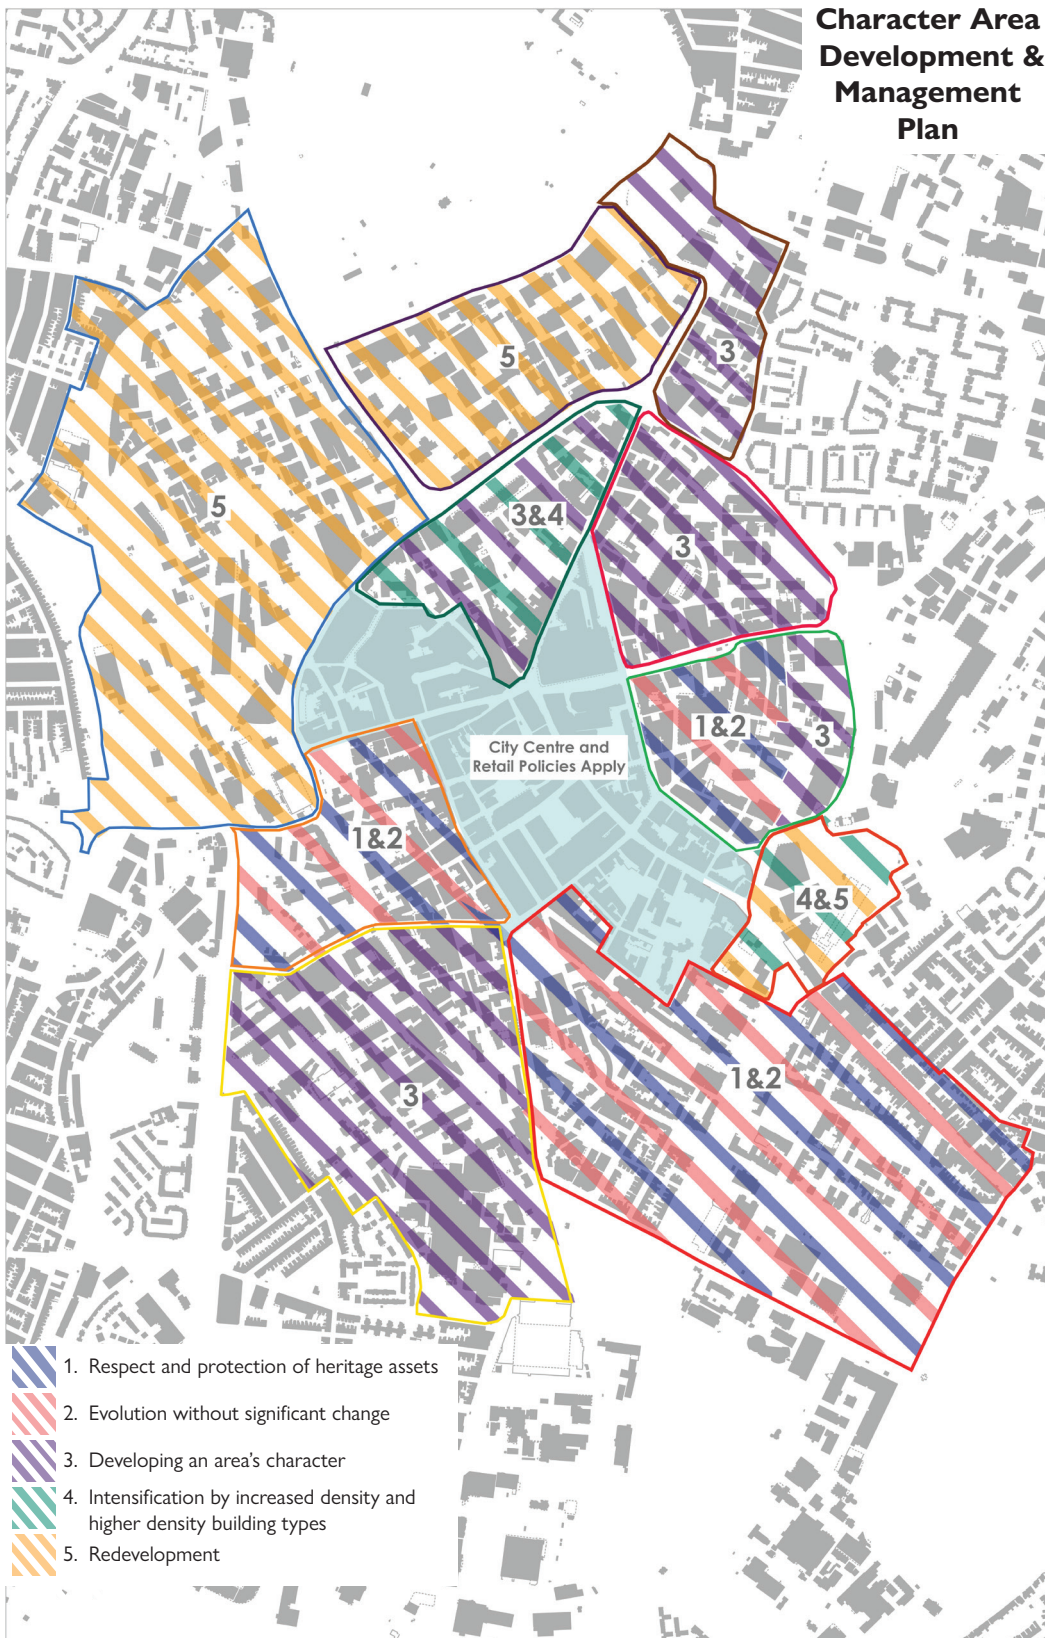 Character Area
Development &
Management
Plan
5
3
5
3&4
3
1&2
3
City Centre and
Retail Policies Apply
1&2
4&5
1&2
3
1. Respect and protection of heritage assets
2. Evolution without significant change
3. Developing an area's character
4. Intensification by increased density and
higher density building types
5. Redevelopment